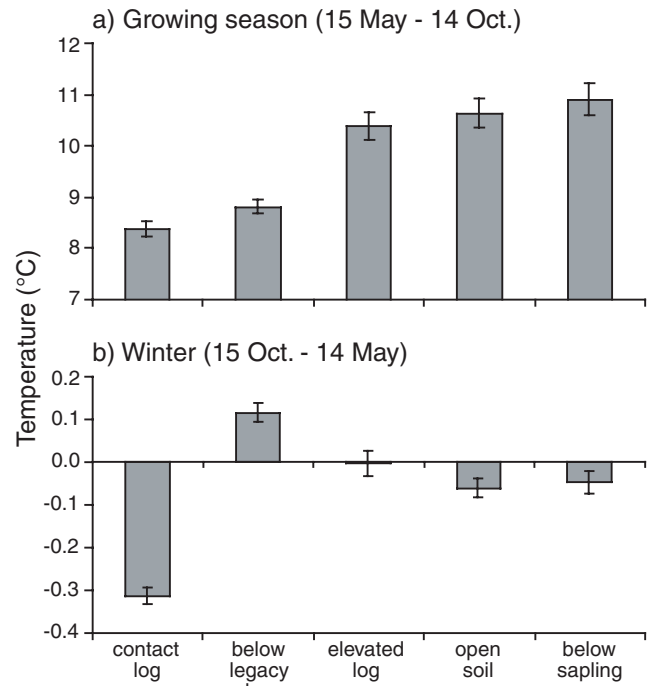 a) Growing season (15 May - 14 Oct.)
12
11
10
9
8
7
Temperature (°C)
b) Winter (15 Oct. - 14 May)
0.2
0.1
0.0
-0.1
-0.2
-0.3
-0.4
contact log
below legacy
elevated log
open soil
below sapling